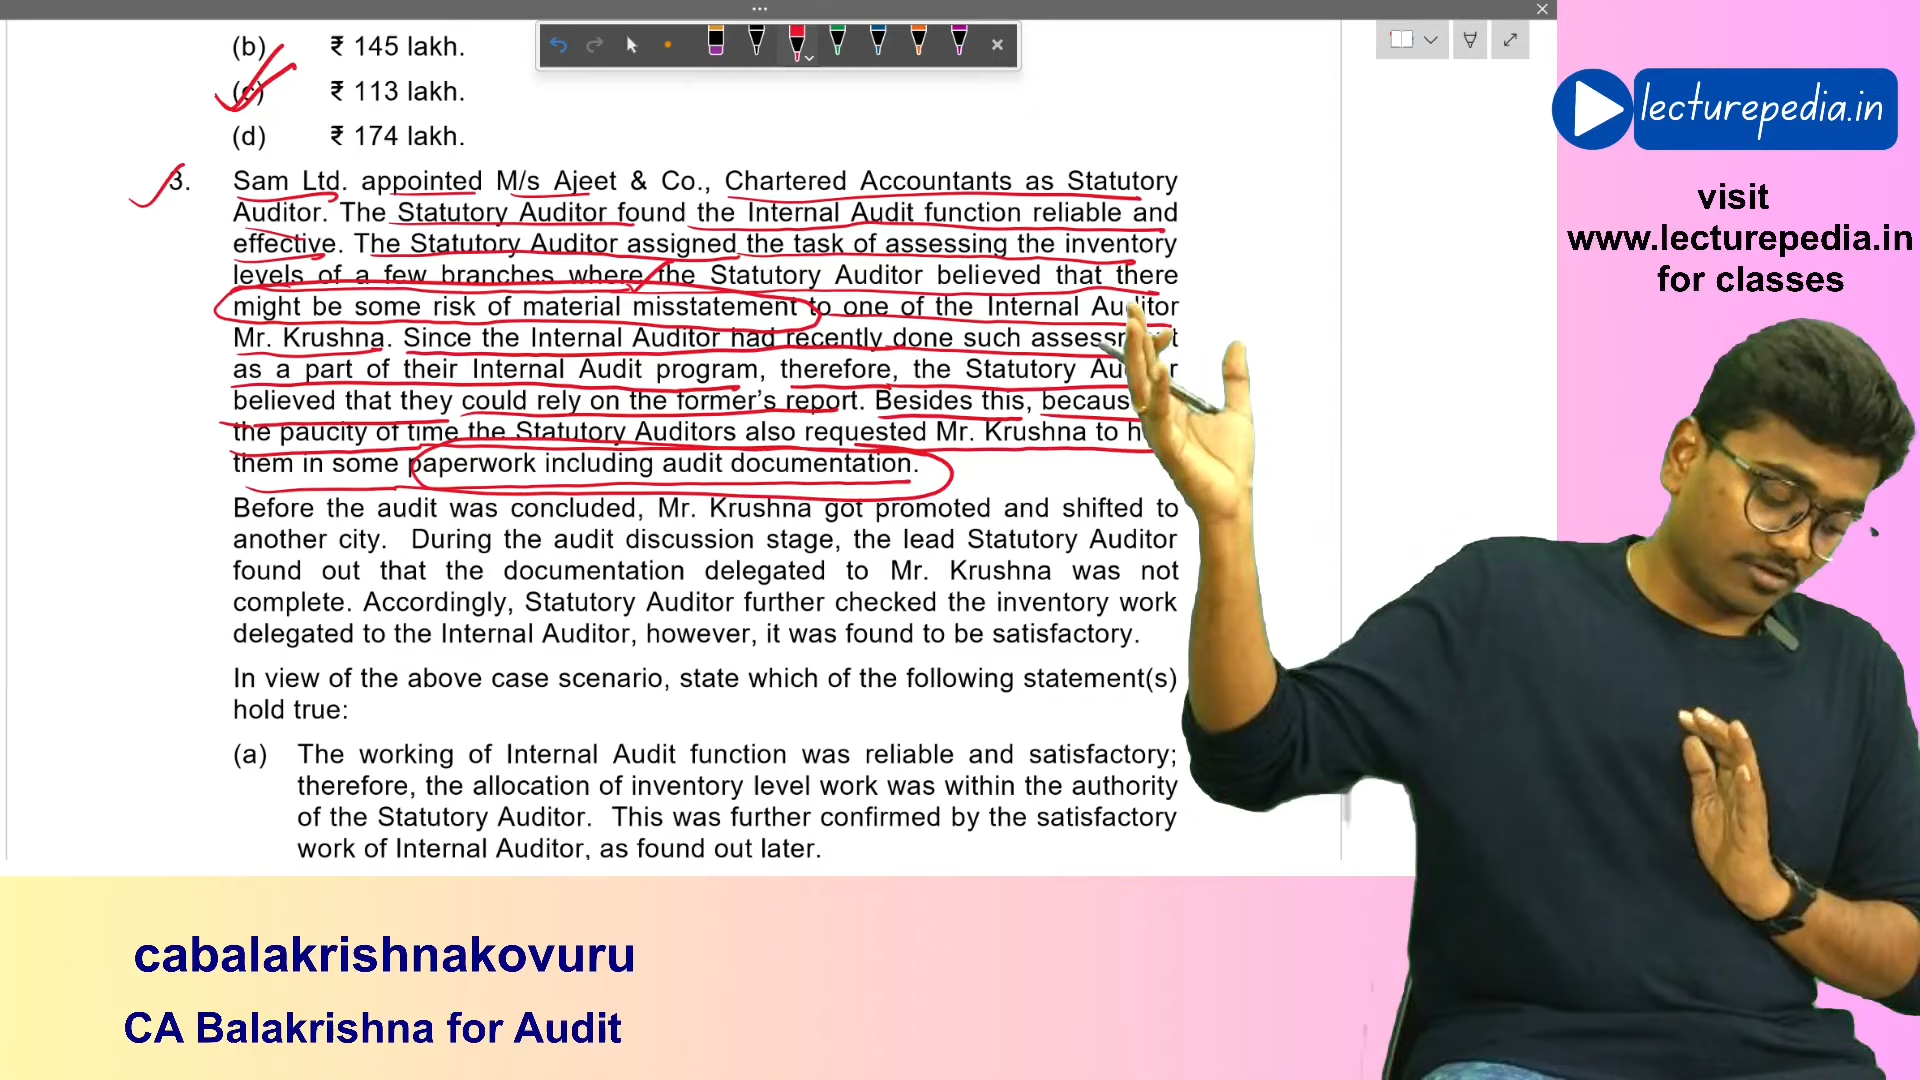 (b) ₹ 145 lakh.
(c) ₹ 113 lakh.
(d) ₹ 174 lakh.
3. Sam Ltd. appointed M/s Ajeet & Co., Chartered Accountants as Statutory
Auditor. The Statutory Auditor found the Internal Audit function reliable and
effective. The Statutory Auditor assigned the task of assessing the inventory
levels of a few branches where the Statutory Auditor believed that there
might be some risk of material misstatement to one of the Internal Auditor
Mr. Krushna. Since the Internal Auditor had recently done such
as a part of their Internal Audit program, therefore, the Statutory
believed that they could rely on the former's report. Besides this,
the paucity of time the Statutory Auditors also requested Mr. Krushna to
them in some paperwork including audit documentation.
Before the audit was concluded, Mr. Krushna got promoted and shifted to
another city. During the audit discussion stage, the lead Statutory Auditor
found out that the documentation delegated to Mr. Krushna was not
complete. Accordingly, Statutory Auditor further checked the inventory work
delegated to the Internal Auditor, however, it was found to be satisfactory.
In view of the above case scenario, state which of the following statement(s)
hold true:
(a) The working of Internal Audit function was reliable and satisfactory;
therefore, the allocation of inventory level work was within the authority
of the Statutory Auditor. This was further confirmed by the satisfactory
work of Internal Auditor, as found out later.
lecturepedia.in
visit
www.lecturepedia.in
for classes
cabalakrishnakovuru
CA Balakrishna for Audit